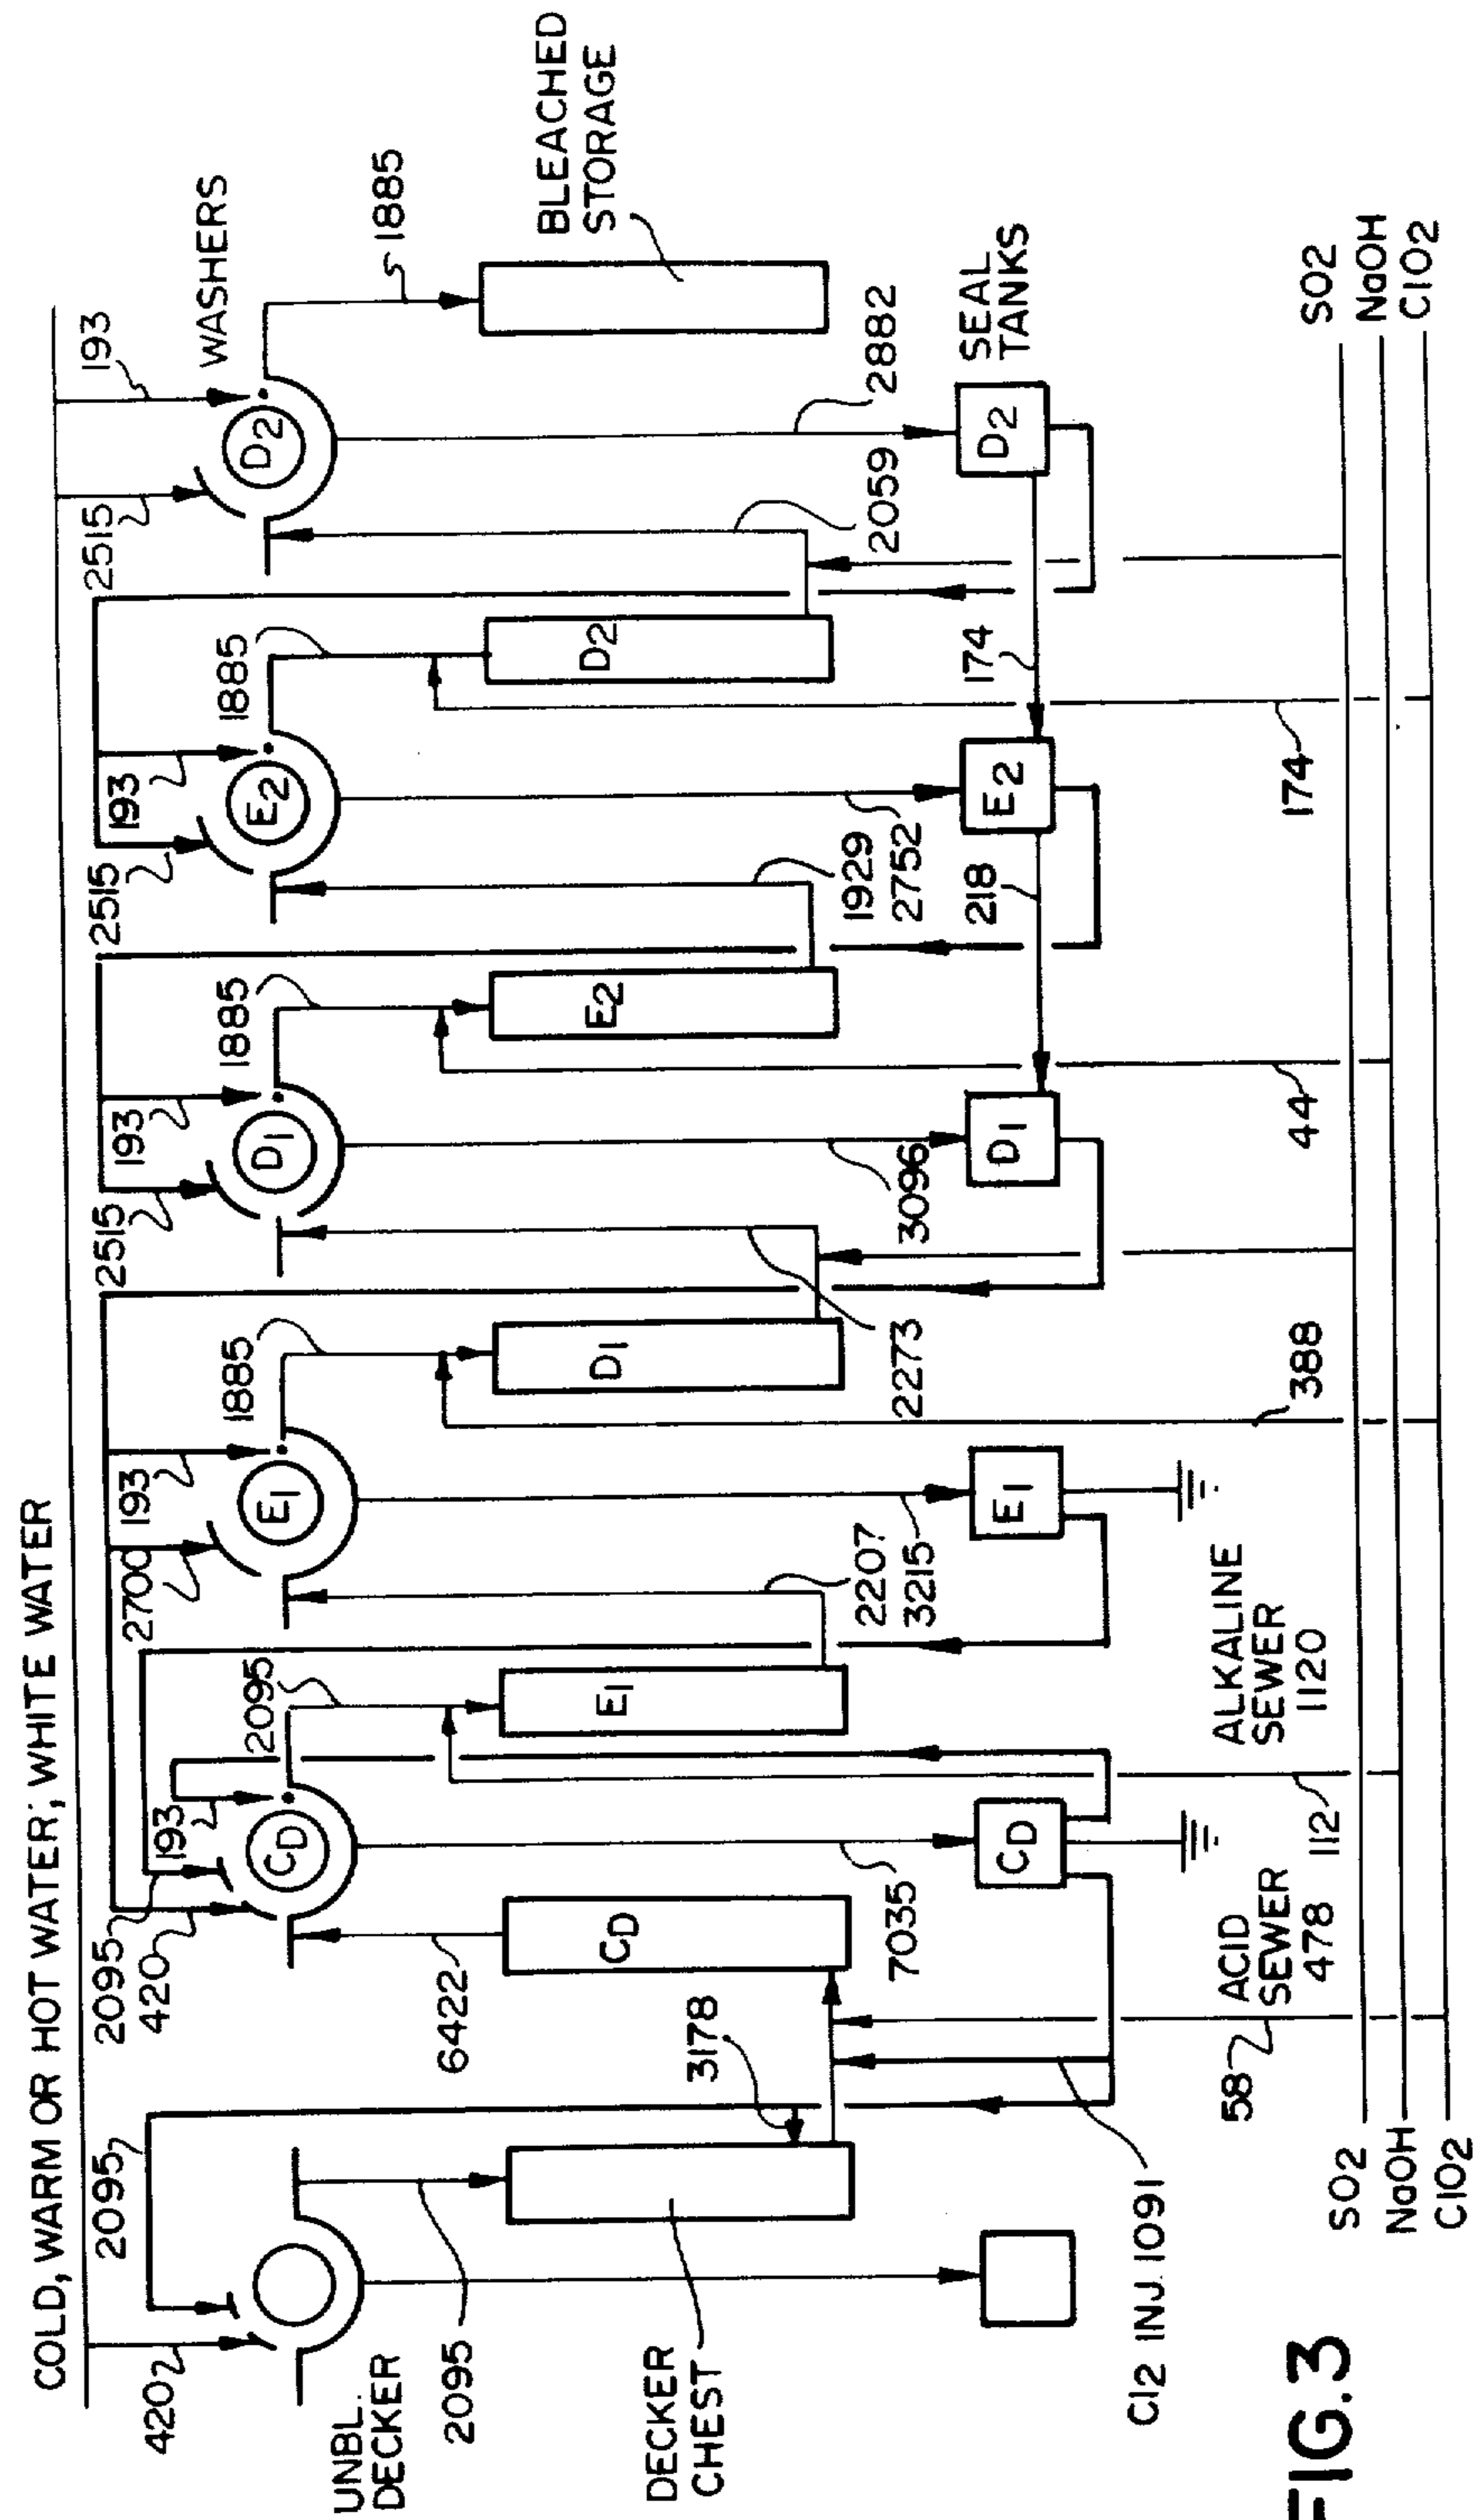 COLD, WARM OR HOT WATER; WHITE WATER
193
WASHERS
2515
193
2515
193
2515
193
2700
193
2095
420
2095
420
UNBL.
DECKER
CD
E1
D1
E2
D2
2095
2095
1885
1885
1885
1885
BLEACHED
STORAGE
DECKER
CHEST
3178
6422
CD
E1
D1
E2
D2
7035
2207
3215
2273
3096
1929
2752
2059
2882
CD
E1
D1
218
E2
174
D2
SEAL
TANKS
Cl2 INJ. 1091
58
ACID
SEWER
478
112
ALKALINE
SEWER
1120
388
44
174
SO2
NaOH
ClO2
SO2
NaOH
ClO2
FIG.3